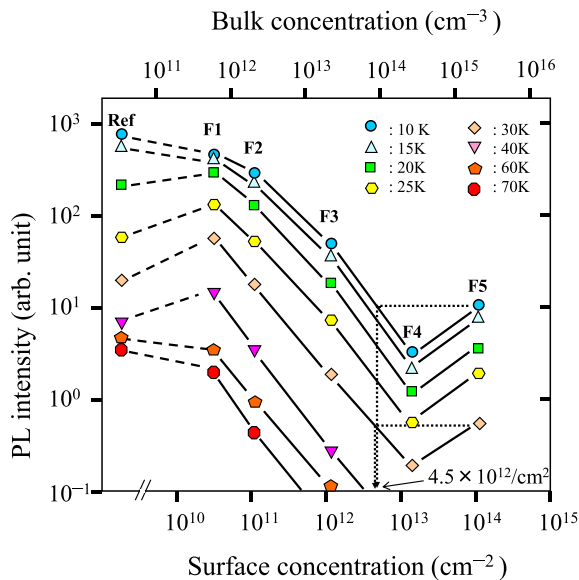 Bulk concentration (cm⁻³)
10¹¹ 10¹² 10¹³ 10¹⁴ 10¹⁵ 10¹⁶
PL intensity (arb. unit)
10³
10²
10¹
10⁰
10⁻¹
Ref F1 F2 F3 F4 F5
: 10 K : 30K
: 15K : 40K
: 20K : 60K
: 25K : 70K
4.5 × 10¹²/cm²
10¹⁰ 10¹¹ 10¹² 10¹³ 10¹⁴ 10¹⁵
Surface concentration (cm⁻²)